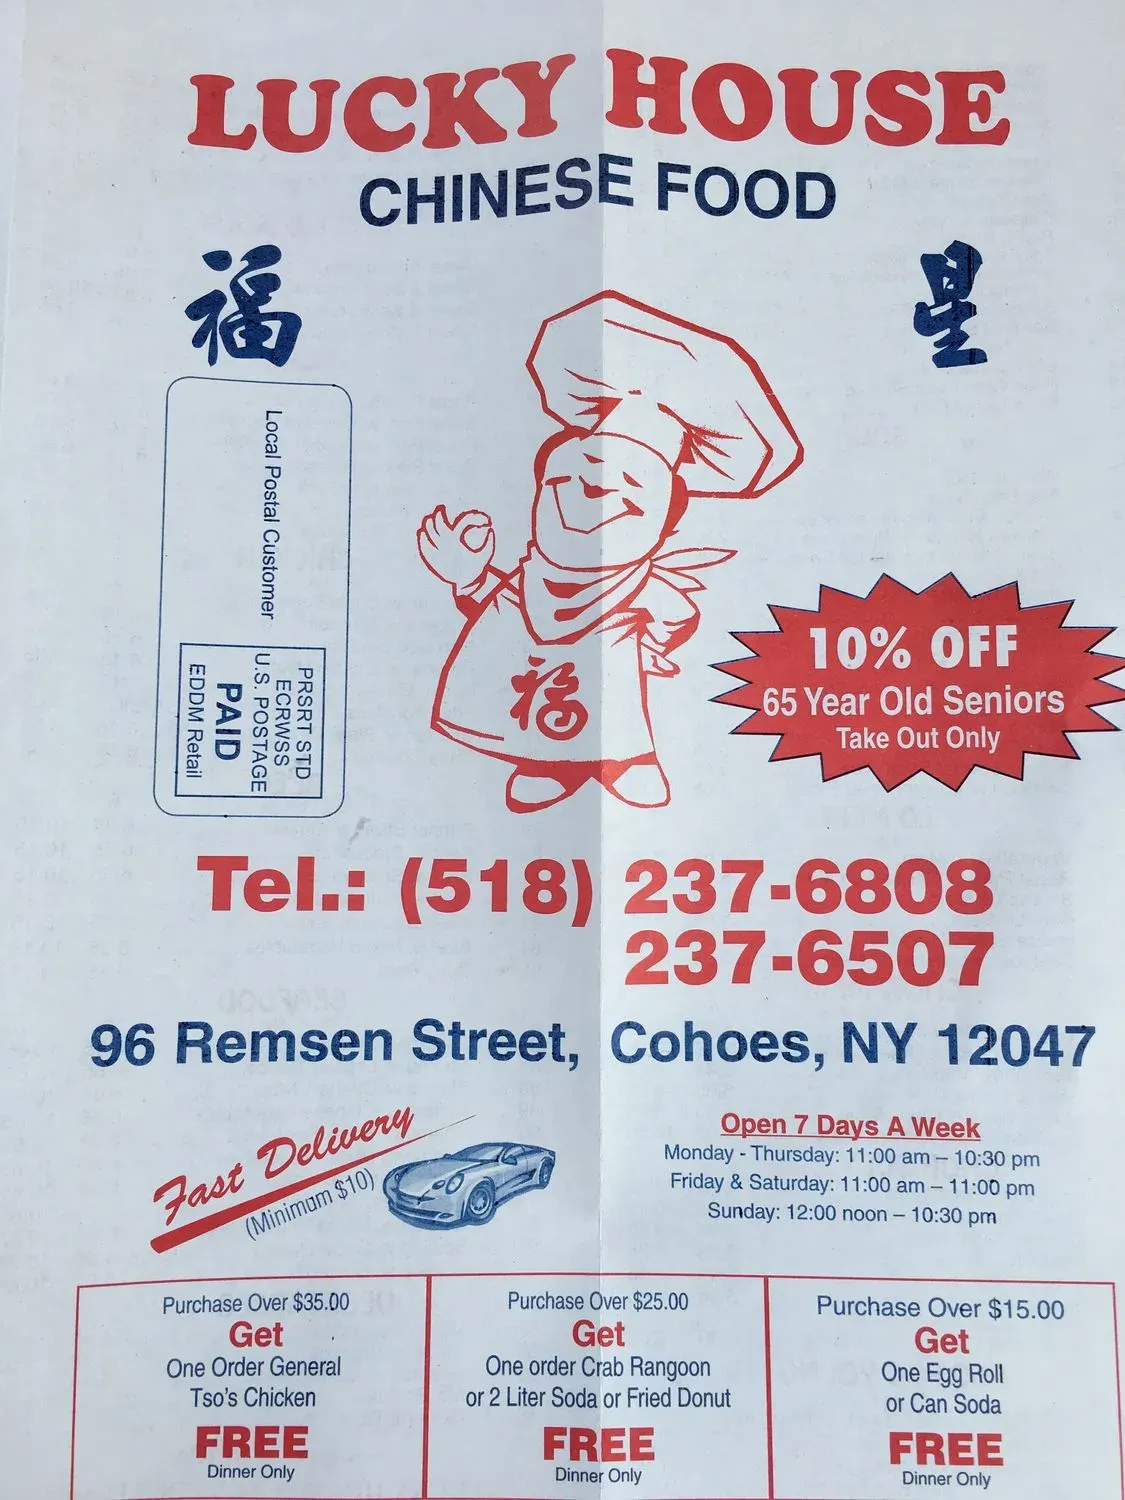 LUCKY HOUSE
CHINESE FOOD
福
星
Local Postal Customer
PRSRT STD
ECRWSS
U.S. POSTAGE
PAID
EDDM Retail
福
10% OFF
65 Year Old Seniors
Take Out Only
Tel.: (518) 237-6808
237-6507
96 Remsen Street, Cohoes, NY 12047
Fast Delivery
(Minimum $10)
Open 7 Days A Week
Monday - Thursday: 11:00 am – 10:30 pm
Friday & Saturday: 11:00 am – 11:00 pm
Sunday: 12:00 noon – 10:30 pm
Purchase Over $35.00
Get
One Order General
Tso's Chicken
FREE
Dinner Only
Purchase Over $25.00
Get
One order Crab Rangoon
or 2 Liter Soda or Fried Donut
FREE
Dinner Only
Purchase Over $15.00
Get
One Egg Roll
or Can Soda
FREE
Dinner Only